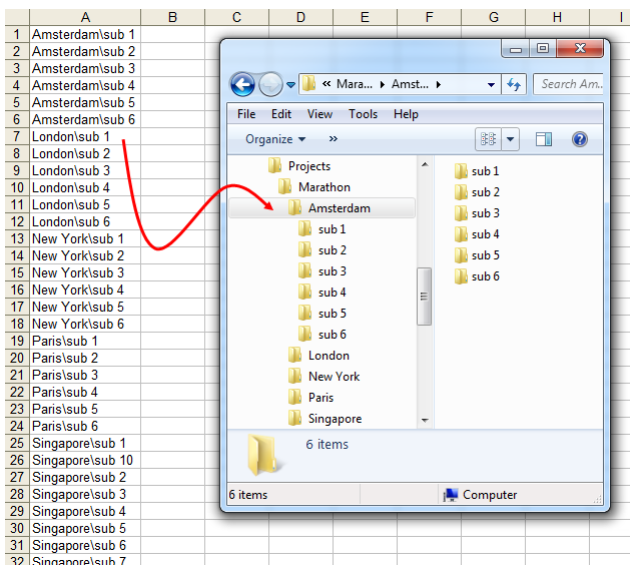 A B C D E F G H I
1 Amsterdam\sub 1
2 Amsterdam\sub 2
3 Amsterdam\sub 3
4 Amsterdam\sub 4
5 Amsterdam\sub 5
6 Amsterdam\sub 6
7 London\sub 1
8 London\sub 2
9 London\sub 3
10 London\sub 4
11 London\sub 5
12 London\sub 6
13 New York\sub 1
14 New York\sub 2
15 New York\sub 3
16 New York\sub 4
17 New York\sub 5
18 New York\sub 6
19 Paris\sub 1
20 Paris\sub 2
21 Paris\sub 3
22 Paris\sub 4
23 Paris\sub 5
24 Paris\sub 6
25 Singapore\sub 1
26 Singapore\sub 10
27 Singapore\sub 2
28 Singapore\sub 3
29 Singapore\sub 4
30 Singapore\sub 5
31 Singapore\sub 6
32 Singapore\sub 7
« Mara... Amst... Search Am..
File Edit View Tools Help
Organize »
Projects
Marathon
Amsterdam
sub 1
sub 2
sub 3
sub 4
sub 5
sub 6
London
New York
Paris
Singapore
sub 1
sub 2
sub 3
sub 4
sub 5
sub 6
6 items
6 items Computer